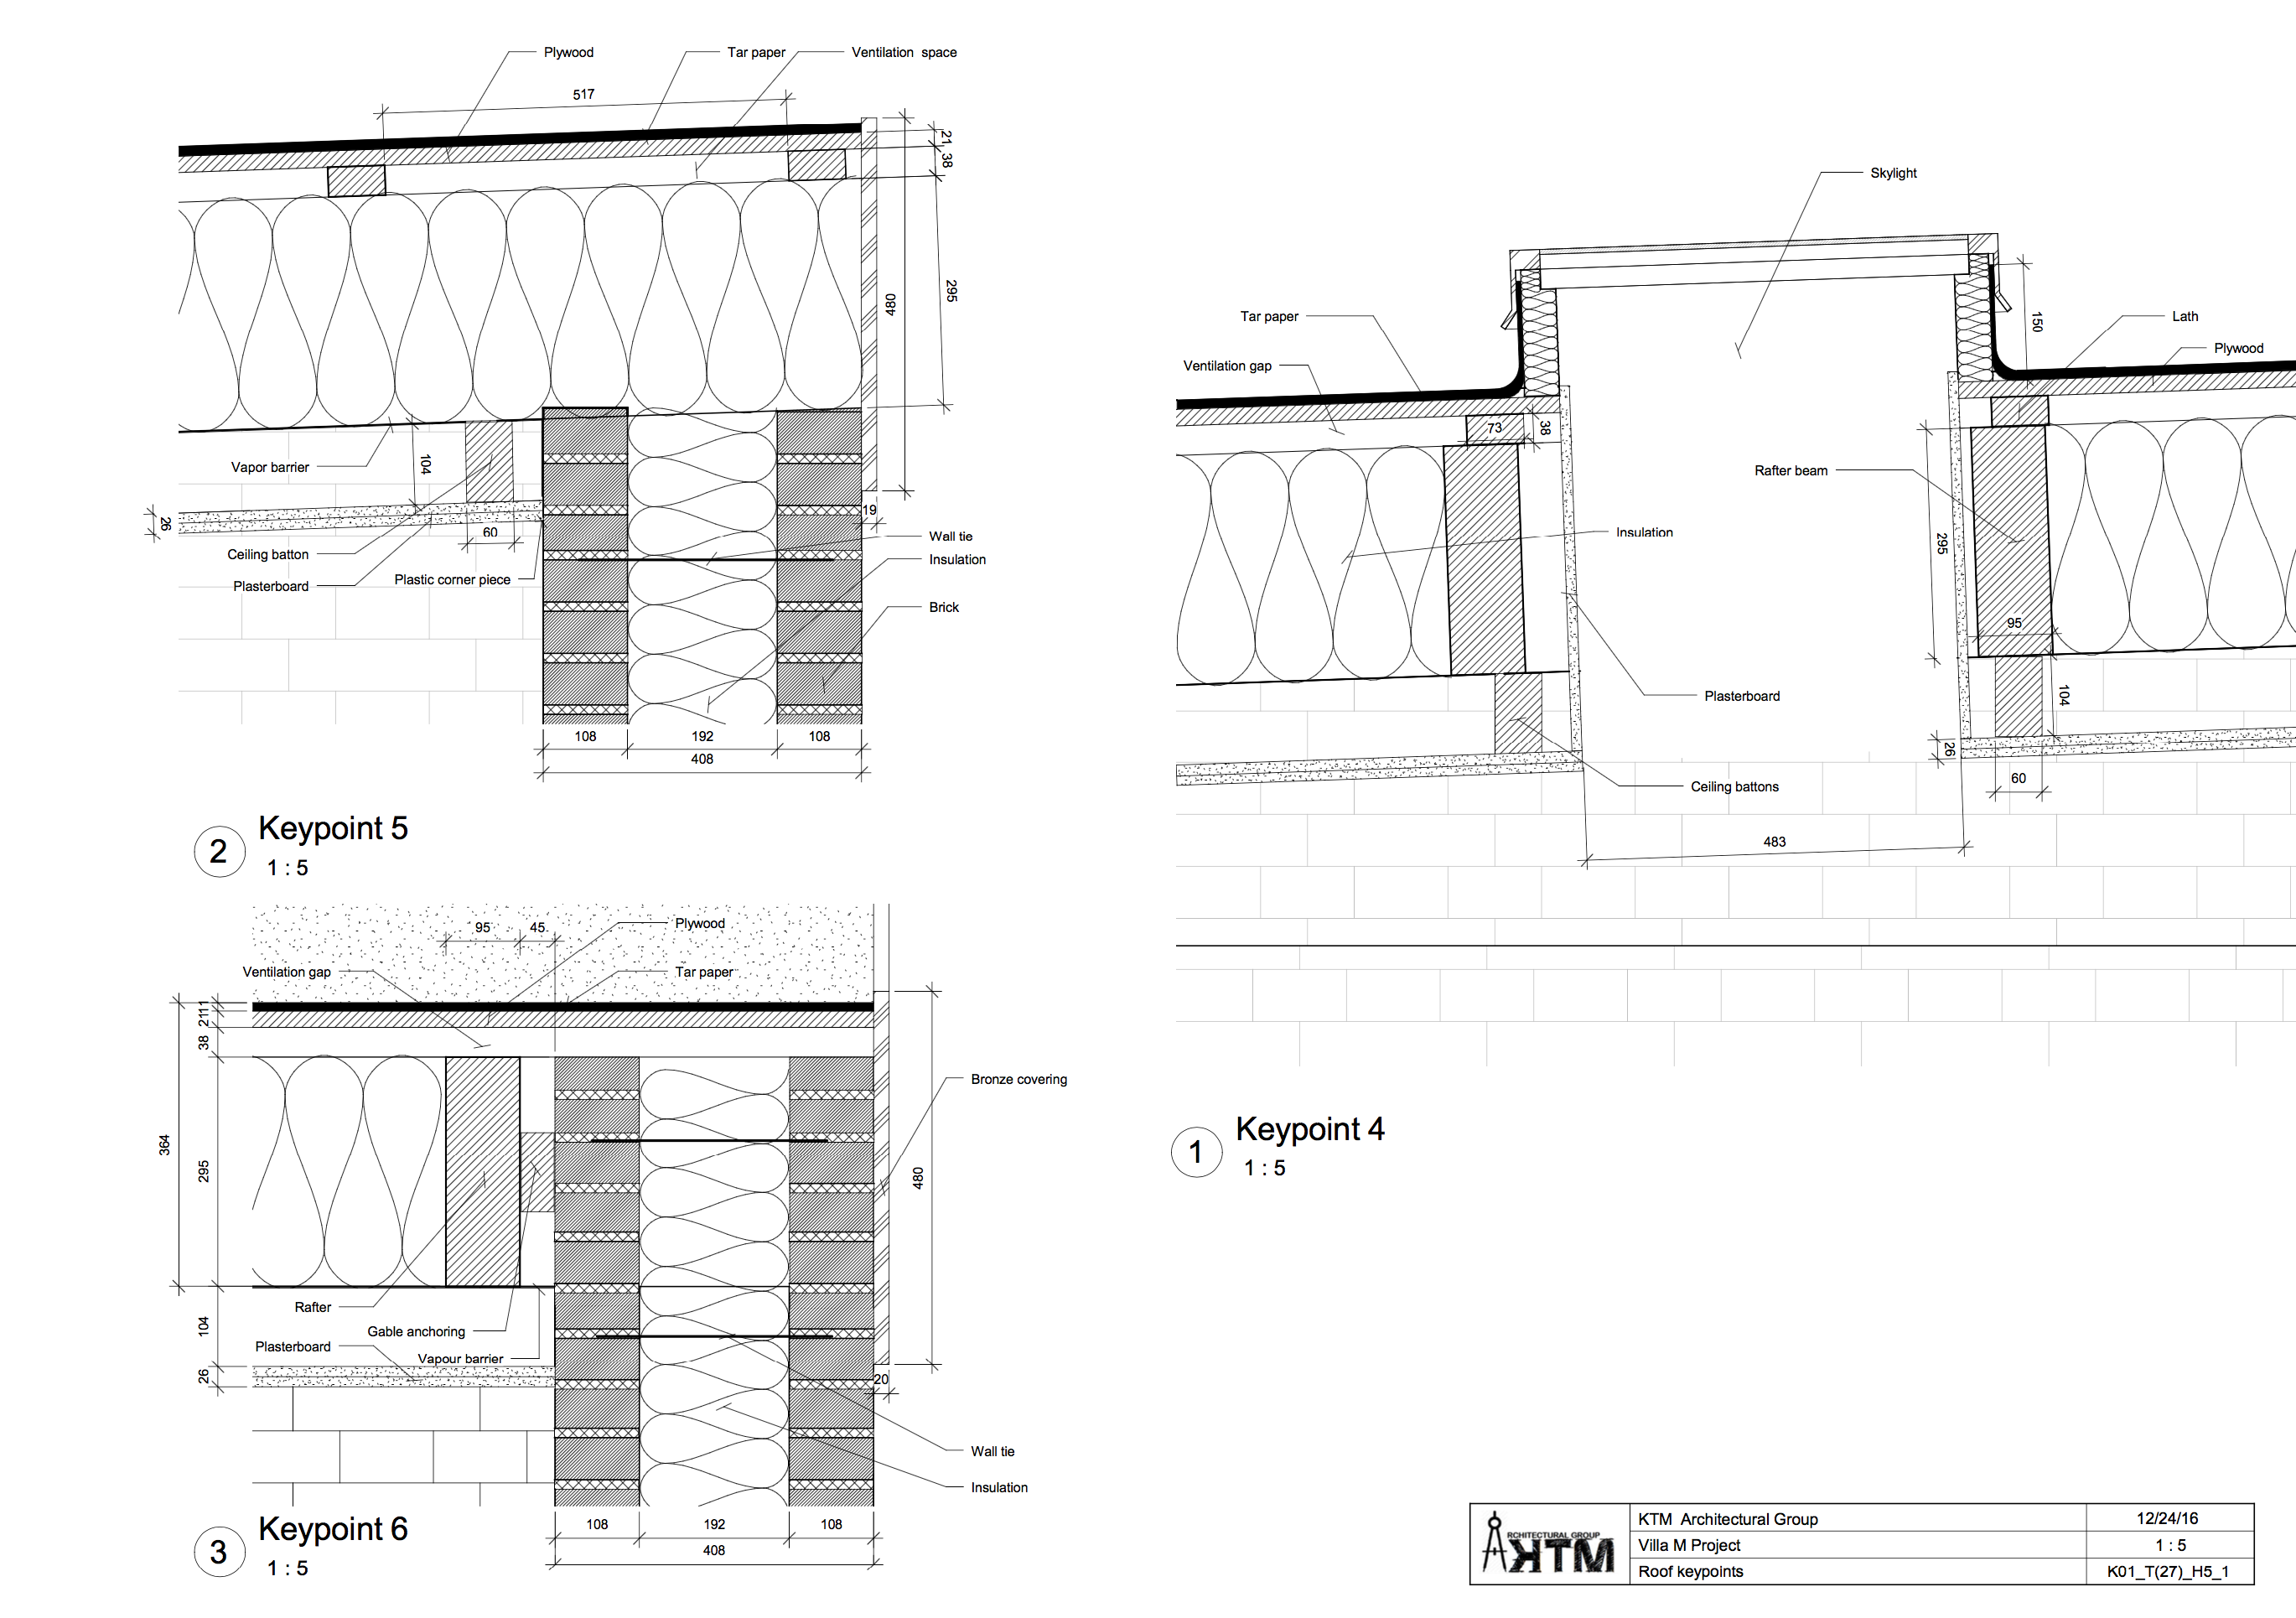 Plywood
Tar paper
Ventilation space
517
21
38
295
480
Vapor barrier
104
26
60
19
Ceiling batton
Plasterboard
Plastic corner piece
Wall tie
Insulation
Brick
108
192
108
408
2
Keypoint 5
1 : 5
95
45
Plywood
Ventilation gap
Tar paper
11
21
38
364
295
104
26
Bronze covering
480
Rafter
Gable anchoring
Plasterboard
Vapour barrier
20
Wall tie
Insulation
108
192
108
408
3
Keypoint 6
1 : 5
Skylight
Tar paper
150
Lath
Plywood
Ventilation gap
73
38
Rafter beam
Insulation
295
95
Plasterboard
104
26
60
Ceiling battons
483
1
Keypoint 4
1 : 5
RCHITECTURAL GROUP
KTM
KTM Architectural Group
12/24/16
Villa M Project
1 : 5
Roof keypoints
K01_T(27)_H5_1